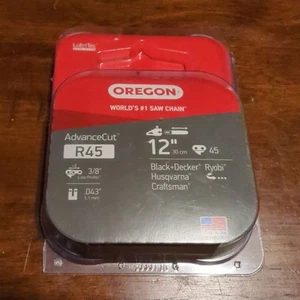 LubriTec
OREGON
WORLD'S #1 SAW CHAIN
AdvanceCut
R45
12"
30 cm
45
3/8"
Low Profile
.043"
1.1 mm
Black+Decker® Ryobi®
Husqvarna®
Craftsman®